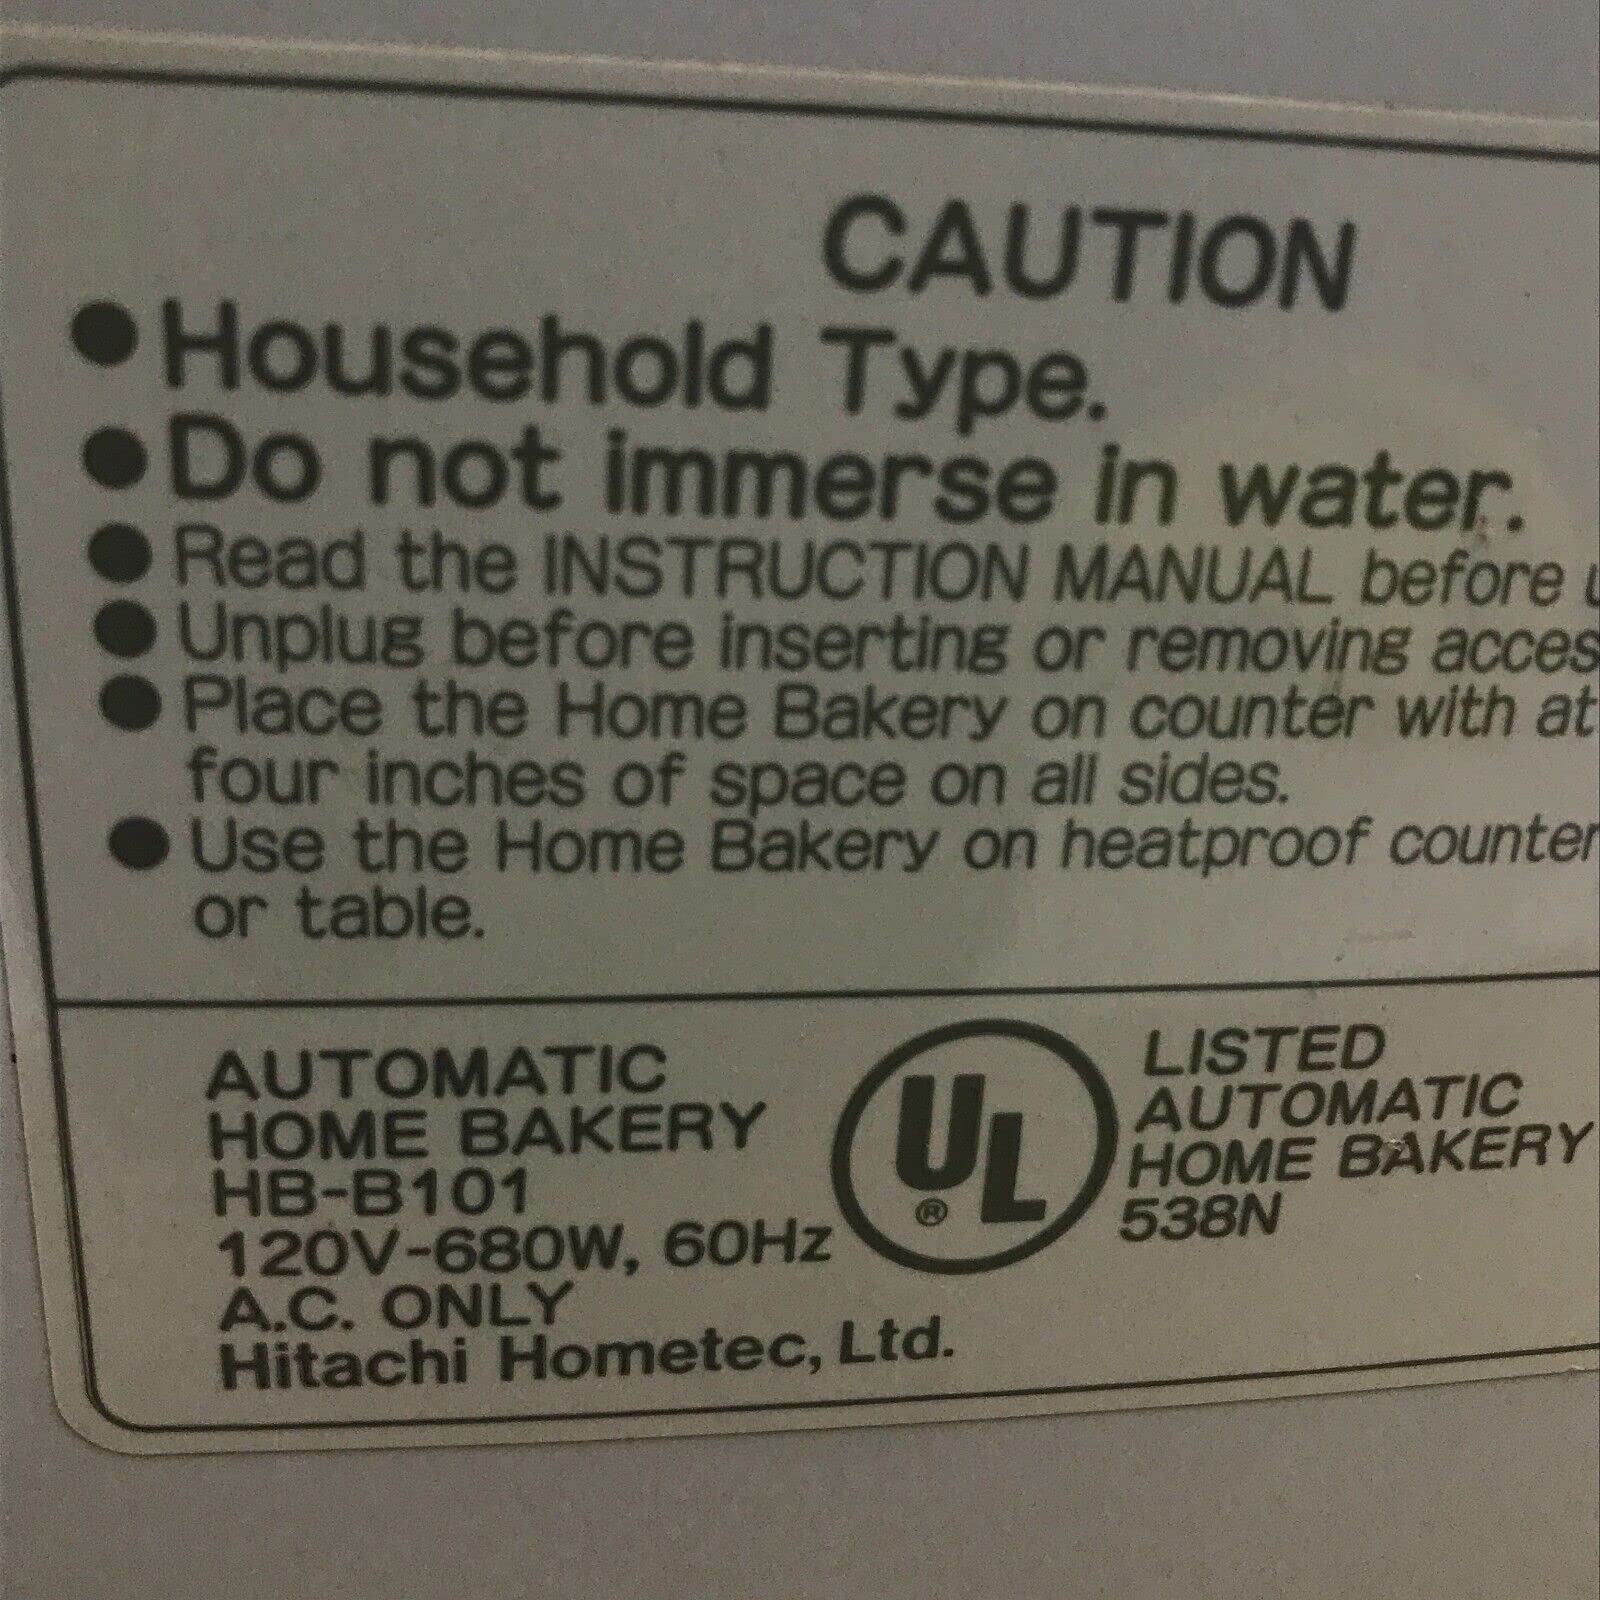 CAUTION
●Household Type.
●Do not immerse in water.
●Read the INSTRUCTION MANUAL before
●Unplug before inserting or removing
●Place the Home Bakery on counter with at
four inches of space on all sides.
●Use the Home Bakery on heatproof counter
or table.
AUTOMATIC
HOME BAKERY
HB-B101
120V-680W, 60Hz
A.C. ONLY
Hitachi Hometec, Ltd.
UL
®
LISTED
AUTOMATIC
HOME BAKERY
538N